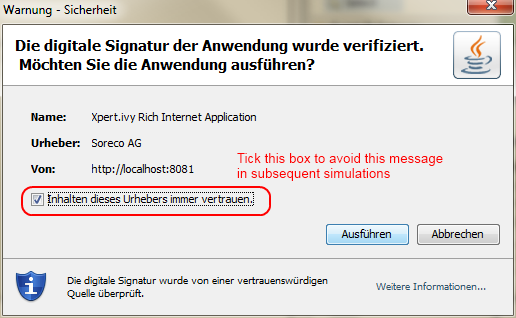 Warnung - Sicherheit
Die digitale Signatur der Anwendung wurde verifiziert.
Möchten Sie die Anwendung ausführen?
Name: Xpert.ivy Rich Internet Application
Urheber: Soreco AG
Von: http://localhost:8081
Tick this box to avoid this message
in subsequent simulations
Inhalten dieses Urhebers immer vertrauen.
Ausführen Abbrechen
Die digitale Signatur wurde von einer vertrauenswürdigen
Quelle überprüft.
Weitere Informationen...